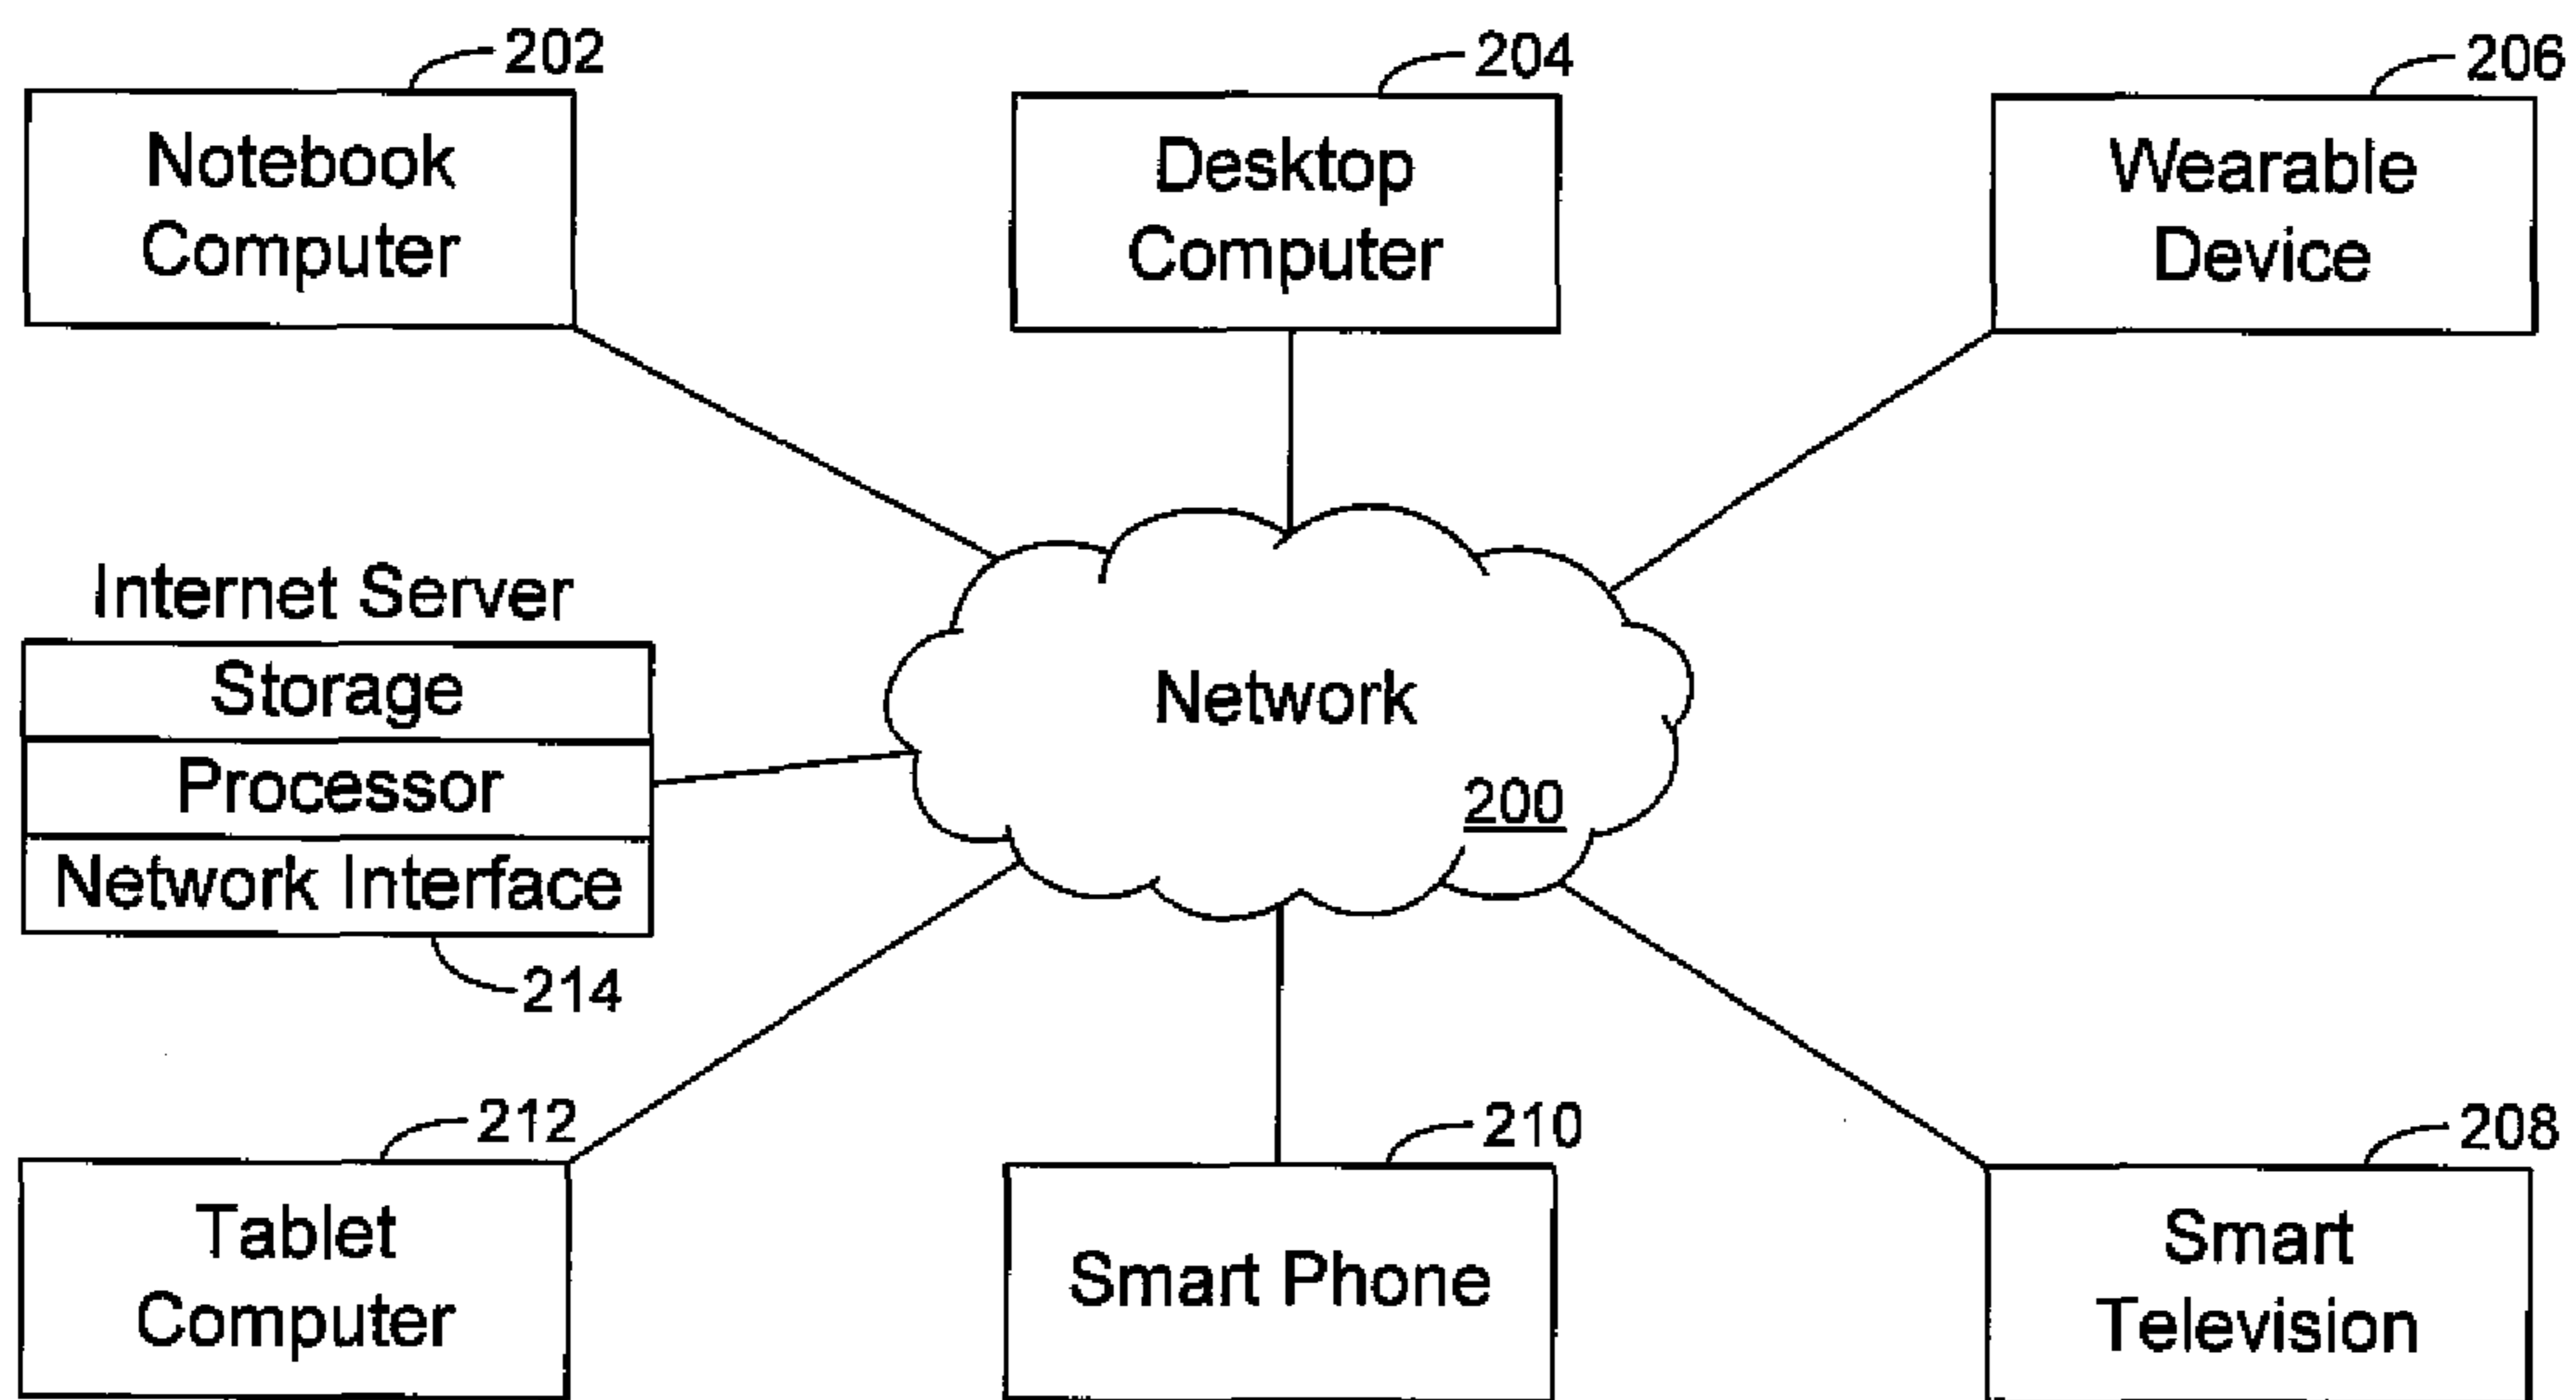 202
Notebook
Computer
204
Desktop
Computer
206
Wearable
Device
Internet Server
Storage
Processor
Network Interface
214
Network
200
212
Tablet
Computer
210
Smart Phone
208
Smart
Television